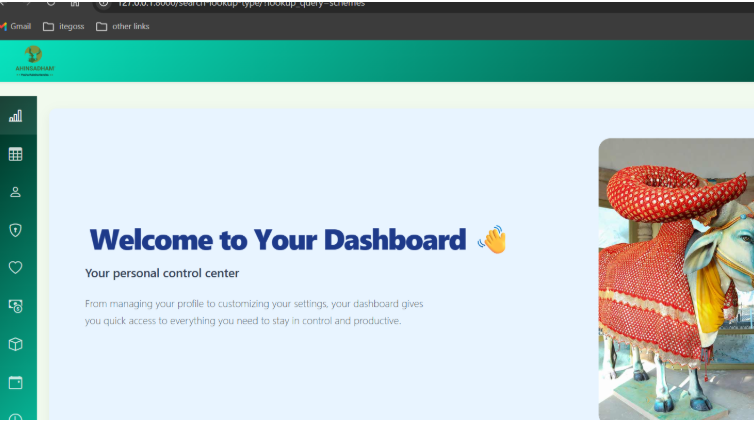 127.0.0.1:8000/search-lookup-type/?lookup_query=schemes
Gmail
itegoss
other links
AHINSADHAM
Welcome to Your Dashboard 👋
Your personal control center
From managing your profile to customizing your settings, your dashboard gives
you quick access to everything you need to stay in control and productive.